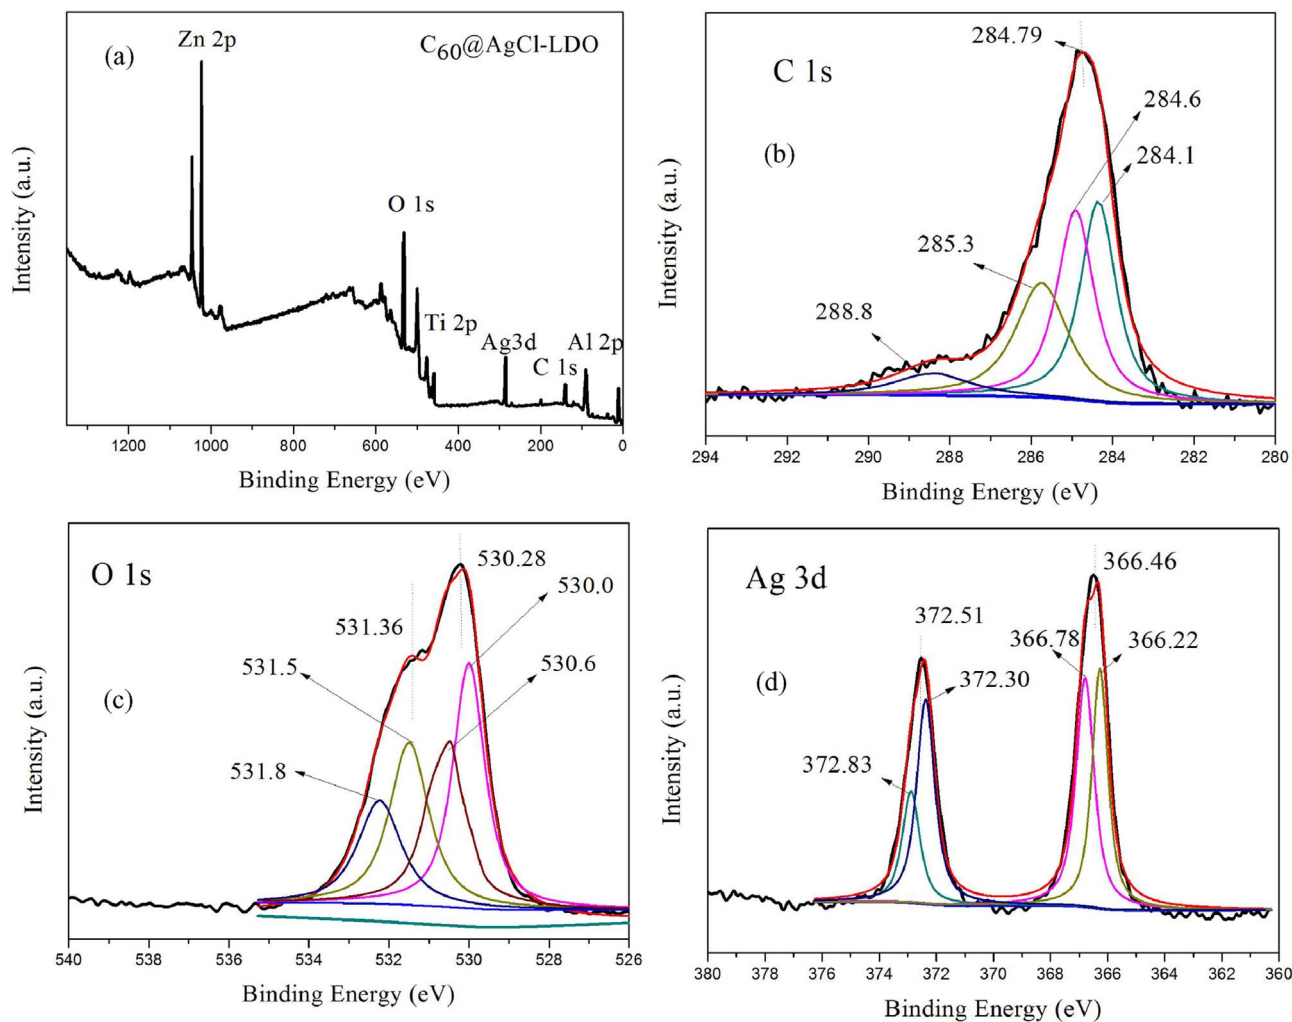 (a)
Zn 2p
C60@AgCl-LDO
O 1s
Ti 2p
Ag3d
C 1s
Al 2p
Intensity (a.u.)
1200 1000 800 600 400 200 0
Binding Energy (eV)
C 1s
(b)
284.79
284.6
284.1
285.3
288.8
Intensity (a.u.)
294 292 290 288 286 284 282 280
Binding Energy (eV)
O 1s
(c)
530.28
530.0
531.36
531.5
530.6
531.8
Intensity (a.u.)
540 538 536 534 532 530 528 526
Binding Energy (eV)
Ag 3d
(d)
366.46
372.51
366.78
366.22
372.30
372.83
Intensity (a.u.)
380 378 376 374 372 370 368 366 364 362 360
Binding Energy (eV)